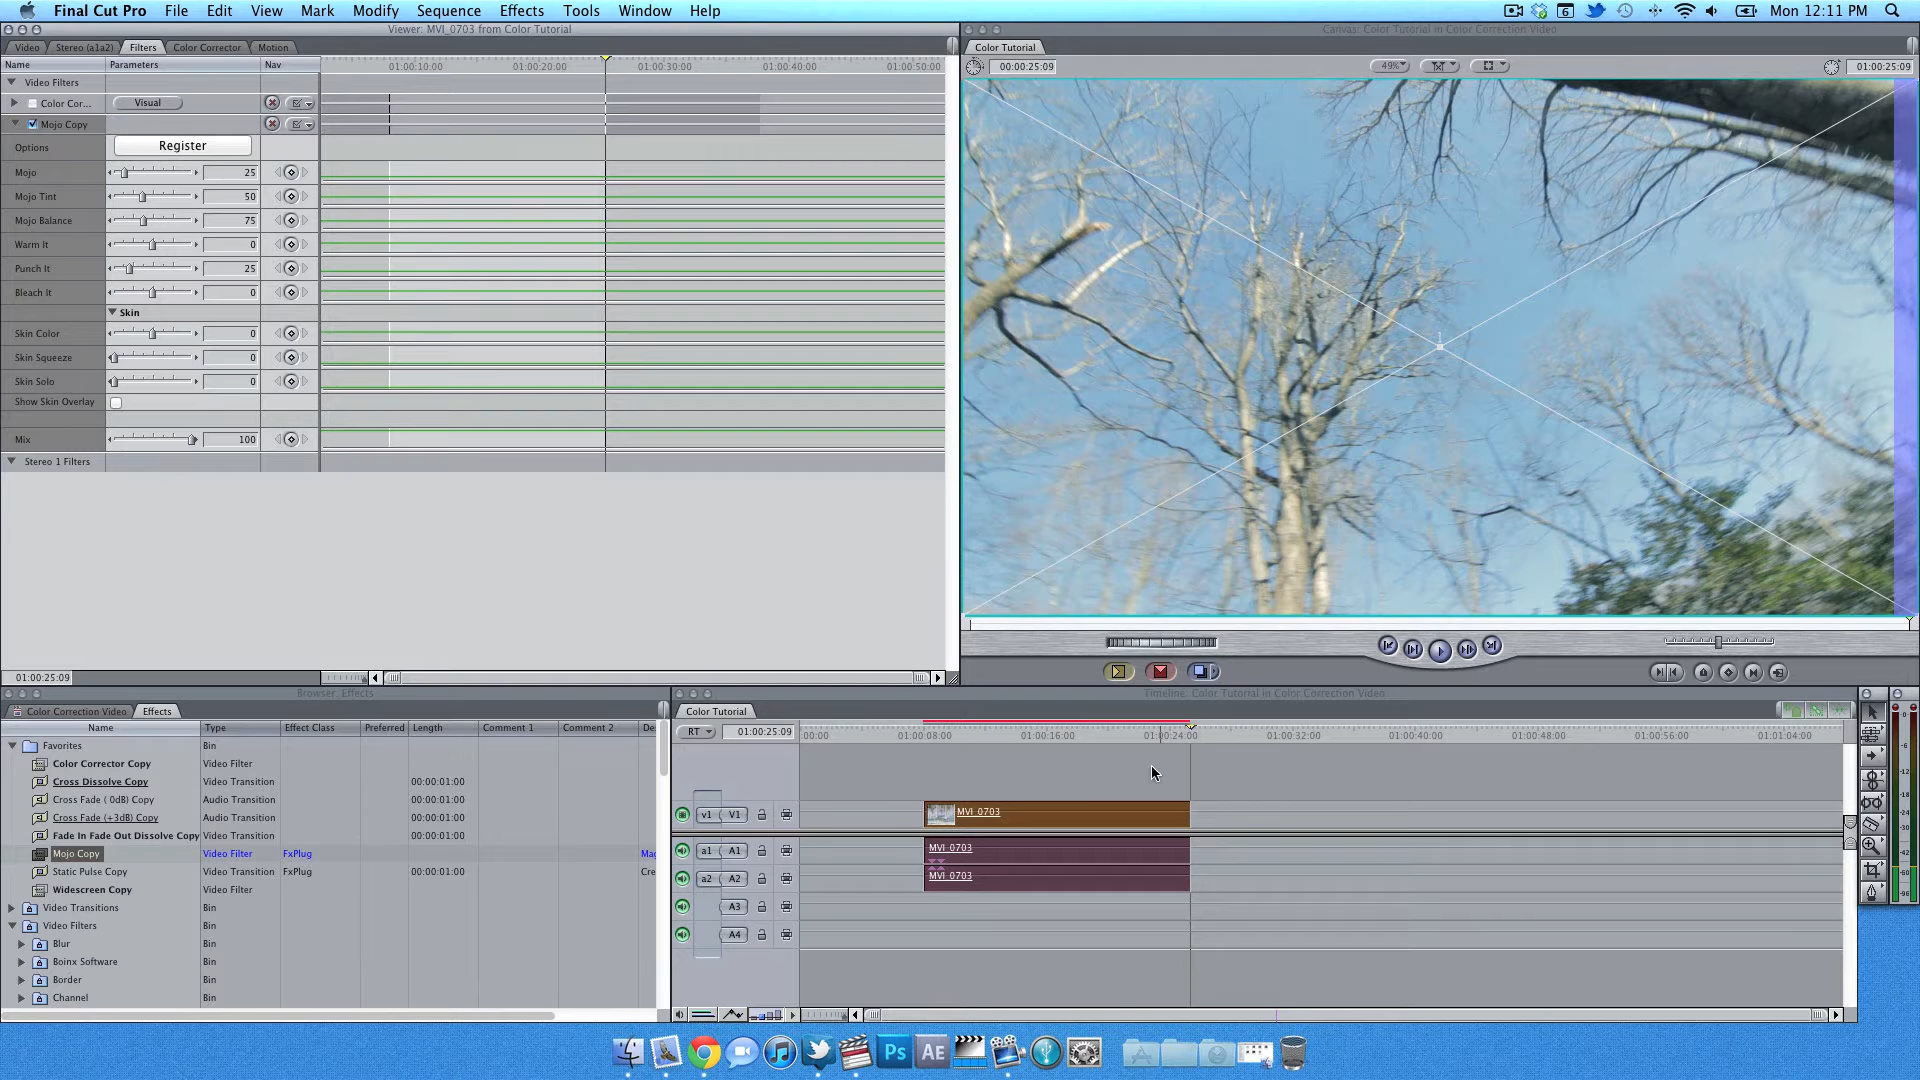 Final Cut Pro File Edit View Mark Modify Sequence Effects Tools Window Help 6 Mon 12:11 PM
Viewer: MVI_0703 from Color Tutorial
Video Stereo (a1a2) Filters Color Corrector Motion
Name Parameters Nav 01:00:10:00 01:00:20:00 01:00:30:00 01:00:40:00 01:00:50:00
Video Filters
Color Cor... Visual
Mojo Copy
Options Register
Mojo 25
Mojo Tint 50
Mojo Balance 75
Warm It 0
Punch It 25
Bleach It 0
Skin
Skin Color 0
Skin Squeeze 0
Skin Solo 0
Show Skin Overlay
Mix 100
Stereo 1 Filters
01:00:25:09
Canvas: Color Tutorial in Color Correction Video
Color Tutorial
00:00:25:09 49% 01:00:25:09
Browser: Effects
Color Correction Video Effects
Name Type Effect Class Preferred Length Comment 1 Comment 2 De
Favorites Bin
Color Corrector Copy Video Filter
Cross Dissolve Copy Video Transition 00:00:01:00
Cross Fade ( 0dB) Copy Audio Transition 00:00:01:00
Cross Fade (+3dB) Copy Audio Transition 00:00:01:00
Fade In Fade Out Dissolve Copy Video Transition 00:00:01:00
Mojo Copy Video Filter FxPlug Mag
Static Pulse Copy Video Transition FxPlug 00:00:01:00 Cre
Widescreen Copy Video Filter
Video Transitions Bin
Video Filters Bin
Blur Bin
Boinx Software Bin
Border Bin
Channel Bin
Timeline: Color Tutorial in Color Correction Video
Color Tutorial
RT 01:00:25:09 00:00 01:00:08:00 01:00:16:00 01:00:24:00 01:00:32:00 01:00:40:00 01:00:48:00 01:00:56:00 01:01:04:00
v1 V1 MVI_0703
a1 A1 MVI_0703
a2 A2 MVI_0703
A3
A4
Ps AE